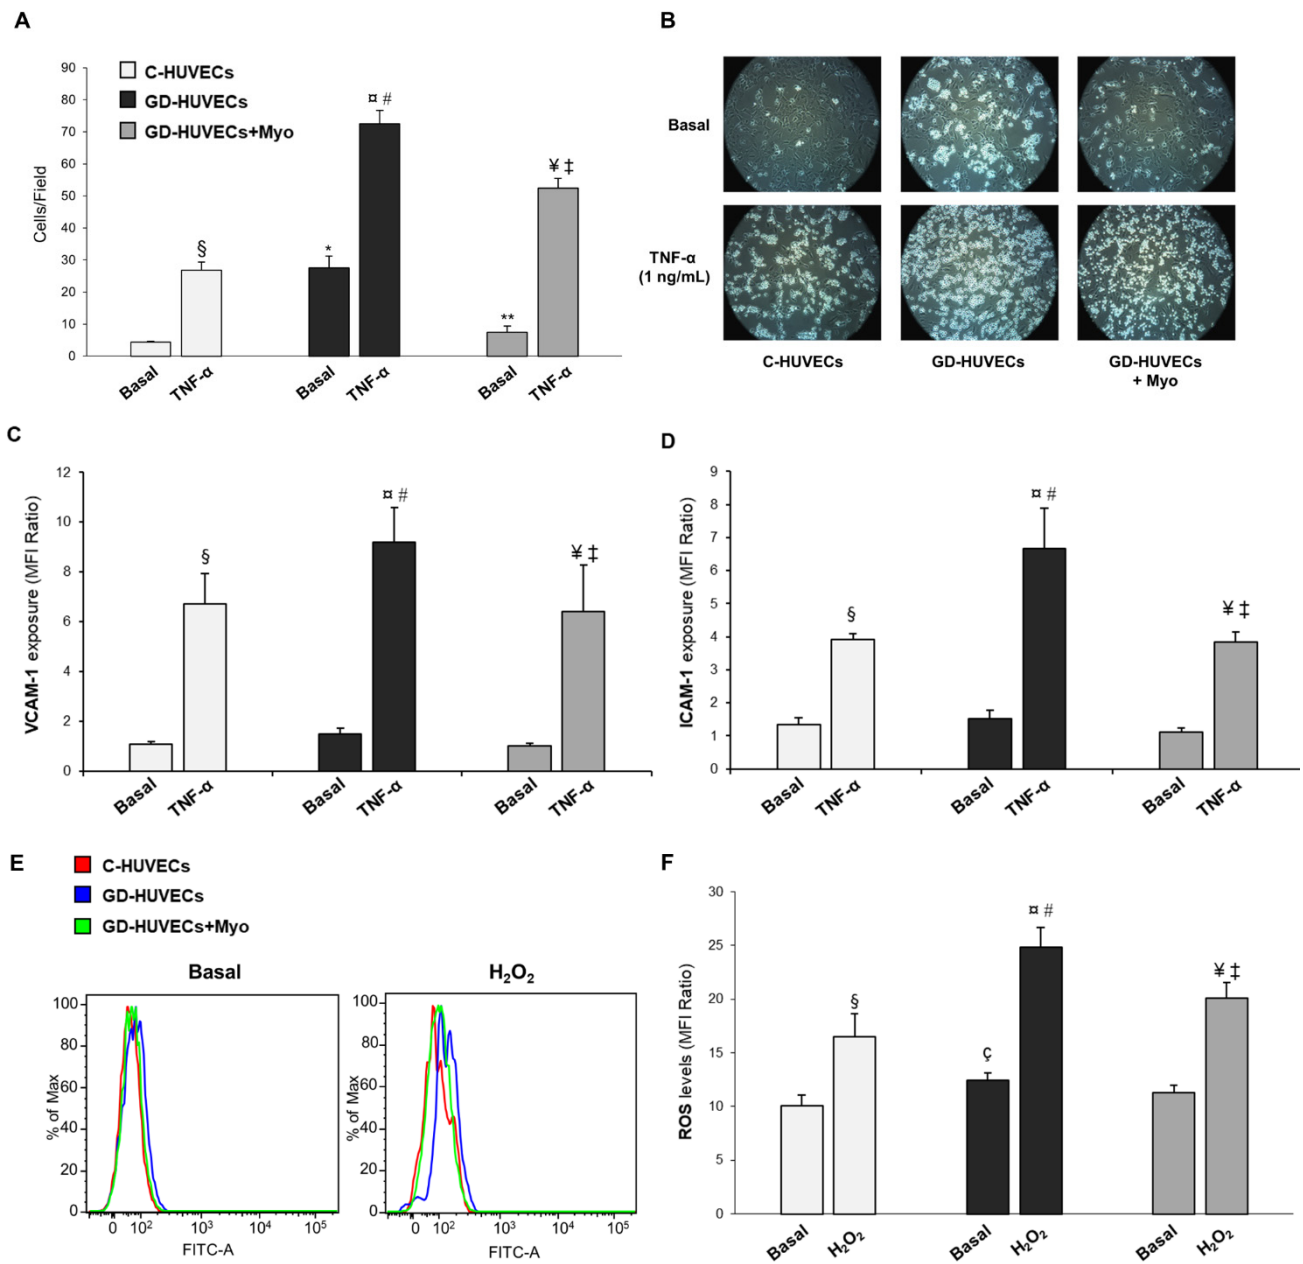 A
C-HUVECs
GD-HUVECs
GD-HUVECs+Myo
Cells/Field
90
80
70
60
50
40
30
20
10
0
§
*
¤ #
**
¥ ‡
Basal
TNF-α
Basal
TNF-α
Basal
TNF-α
B
Basal
TNF-α
(1 ng/mL)
C-HUVECs
GD-HUVECs
GD-HUVECs
+ Myo
C
VCAM-1 exposure (MFI Ratio)
12
10
8
6
4
2
0
§
¤ #
¥ ‡
Basal
TNF-α
Basal
TNF-α
Basal
TNF-α
D
ICAM-1 exposure (MFI Ratio)
9
8
7
6
5
4
3
2
1
0
§
¤ #
¥ ‡
Basal
TNF-α
Basal
TNF-α
Basal
TNF-α
E
C-HUVECs
GD-HUVECs
GD-HUVECs+Myo
Basal
% of Max
100
80
60
40
20
0
0 10² 10³ 10⁴ 10⁵
FITC-A
H₂O₂
% of Max
100
80
60
40
20
0
0 10² 10³ 10⁴ 10⁵
FITC-A
F
ROS levels (MFI Ratio)
30
25
20
15
10
5
0
§
ç
¤ #
¥ ‡
Basal
H₂O₂
Basal
H₂O₂
Basal
H₂O₂